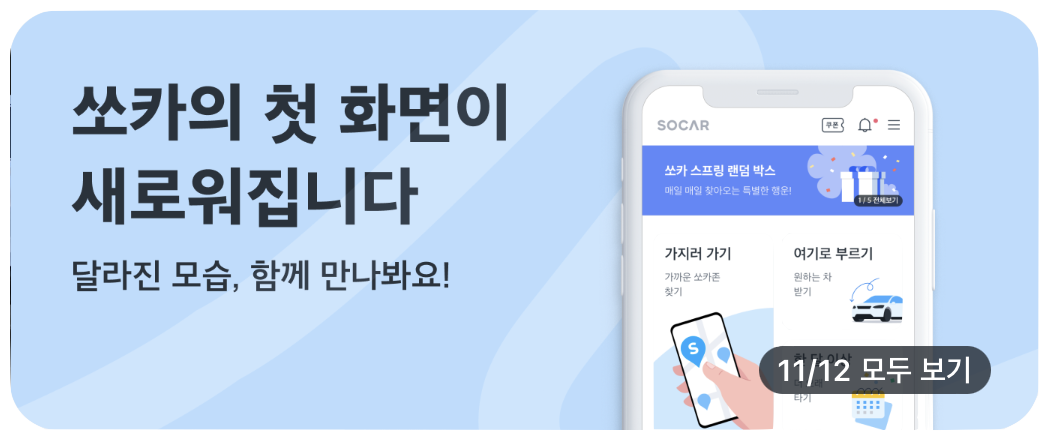 쏘카의 첫 화면이
새로워집니다
달라진 모습, 함께 만나봐요!
SOCAR
쿠폰
쏘카 스프링 랜덤 박스
매일 매일 찾아오는 특별한 행운!
1 / 5 전체보기
가지러 가기
가까운 쏘카존
찾기
S
여기로 부르기
원하는 차
받기
한 달 이상
타기
11/12 모두 보기